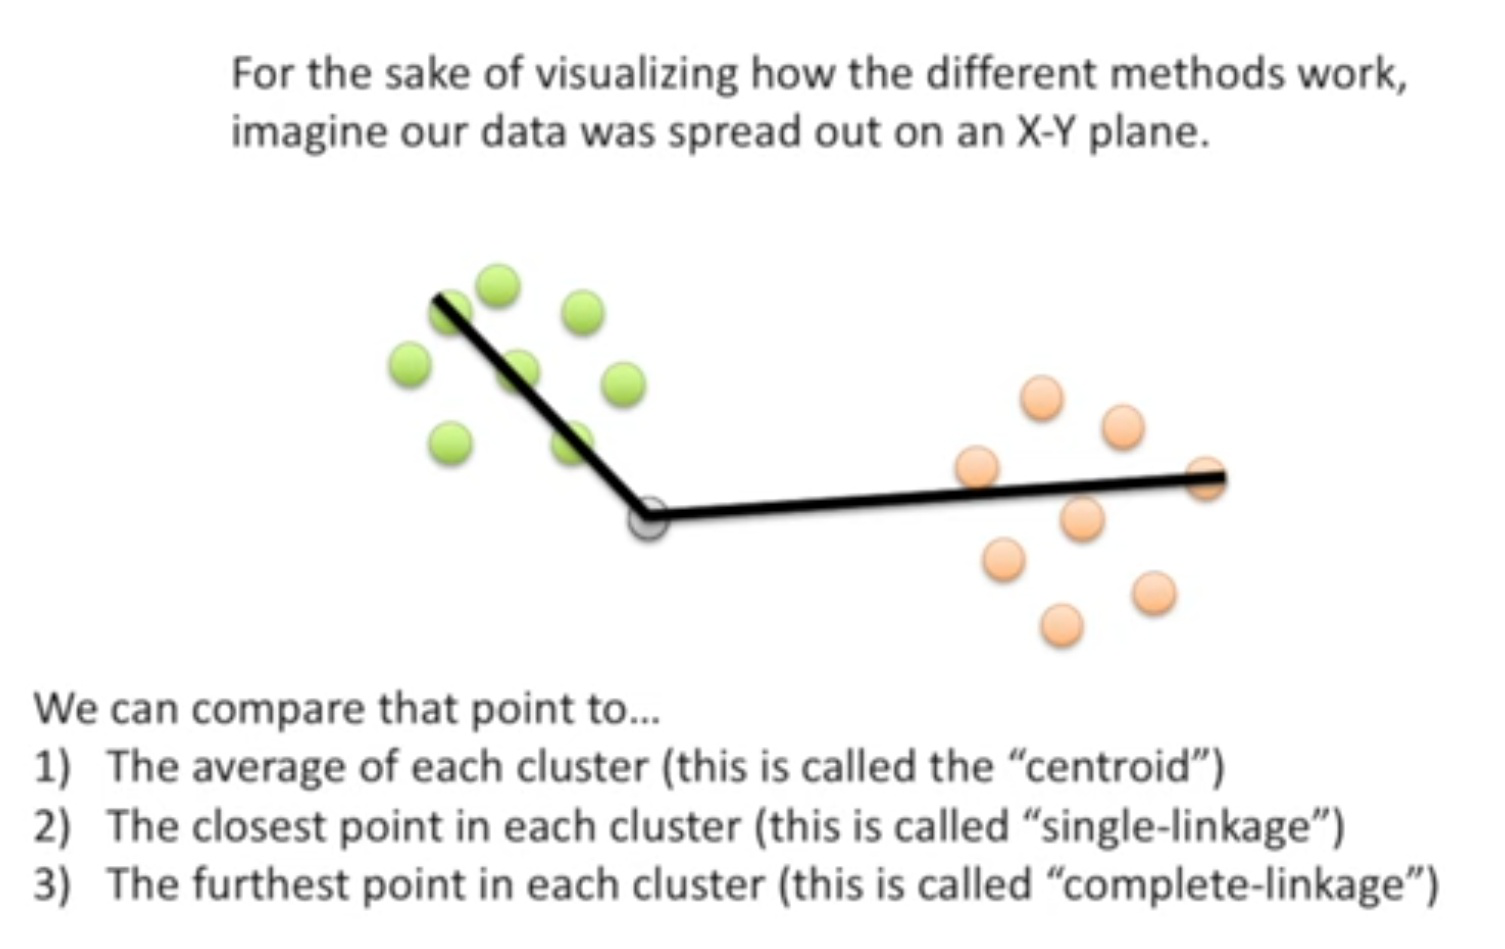 For the sake of visualizing how the different methods work,
imagine our data was spread out on an X-Y plane.
We can compare that point to...
1) The average of each cluster (this is called the “centroid”)
2) The closest point in each cluster (this is called “single-linkage”)
3) The furthest point in each cluster (this is called “complete-linkage”)